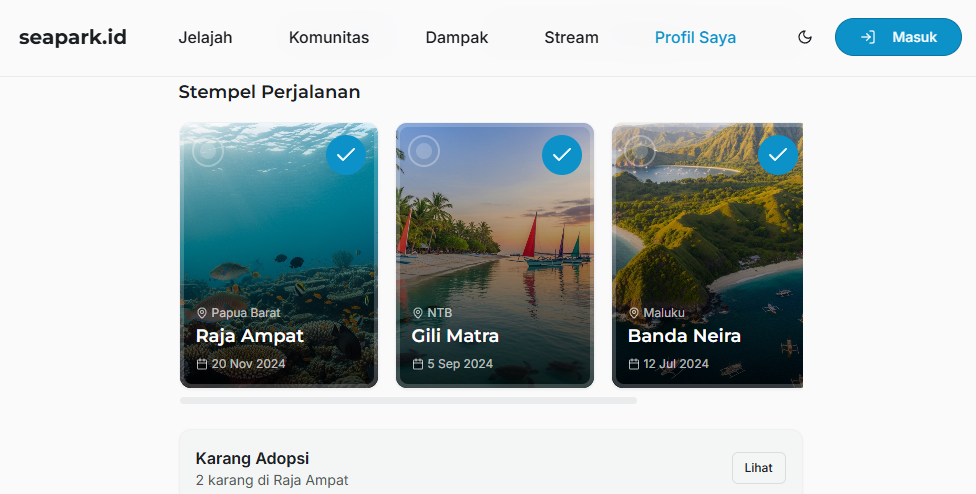 seapark.id
Jelajah
Komunitas
Dampak
Stream
Profil Saya
Masuk
Stempel Perjalanan
Papua Barat
Raja Ampat
20 Nov 2024
NTB
Gili Matra
5 Sep 2024
Maluku
Banda Neira
12 Jul 2024
Karang Adopsi
2 karang di Raja Ampat
Lihat